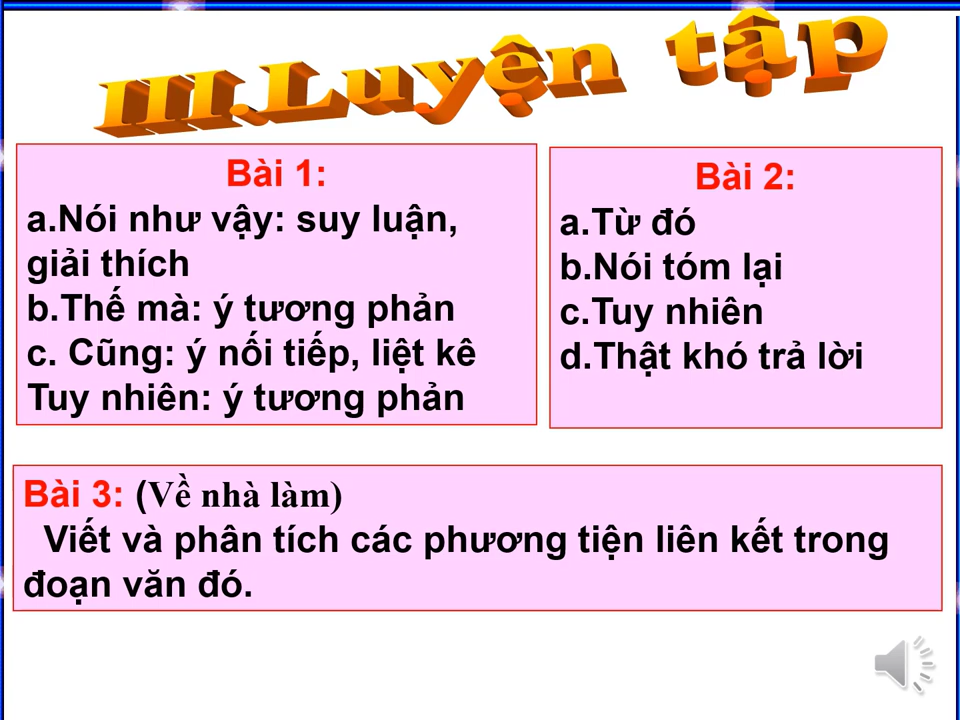 III.Luyện tập
Bài 1:
a.Nói như vậy: suy luận,
giải thích
b.Thế mà: ý tương phản
c. Cũng: ý nối tiếp, liệt kê
Tuy nhiên: ý tương phản
Bài 2:
a.Từ đó
b.Nói tóm lại
c.Tuy nhiên
d.Thật khó trả lời
Bài 3: (Về nhà làm)
Viết và phân tích các phương tiện liên kết trong
đoạn văn đó.